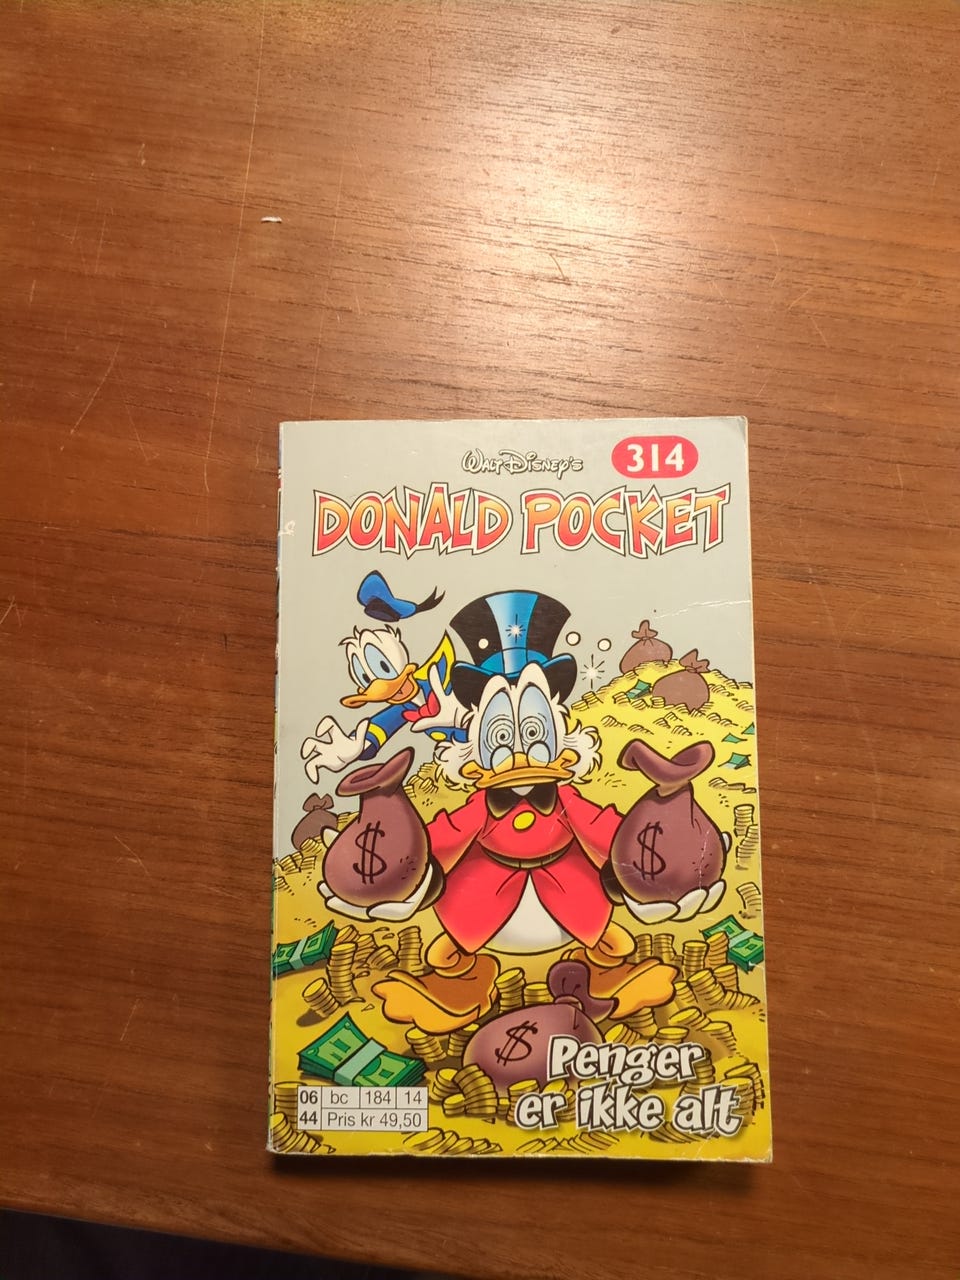 WALT DISNEY'S
314
DONALD POCKET
$ $
$
Penger
er ikke alt
06 bc 184 14
44 Pris kr 49,50